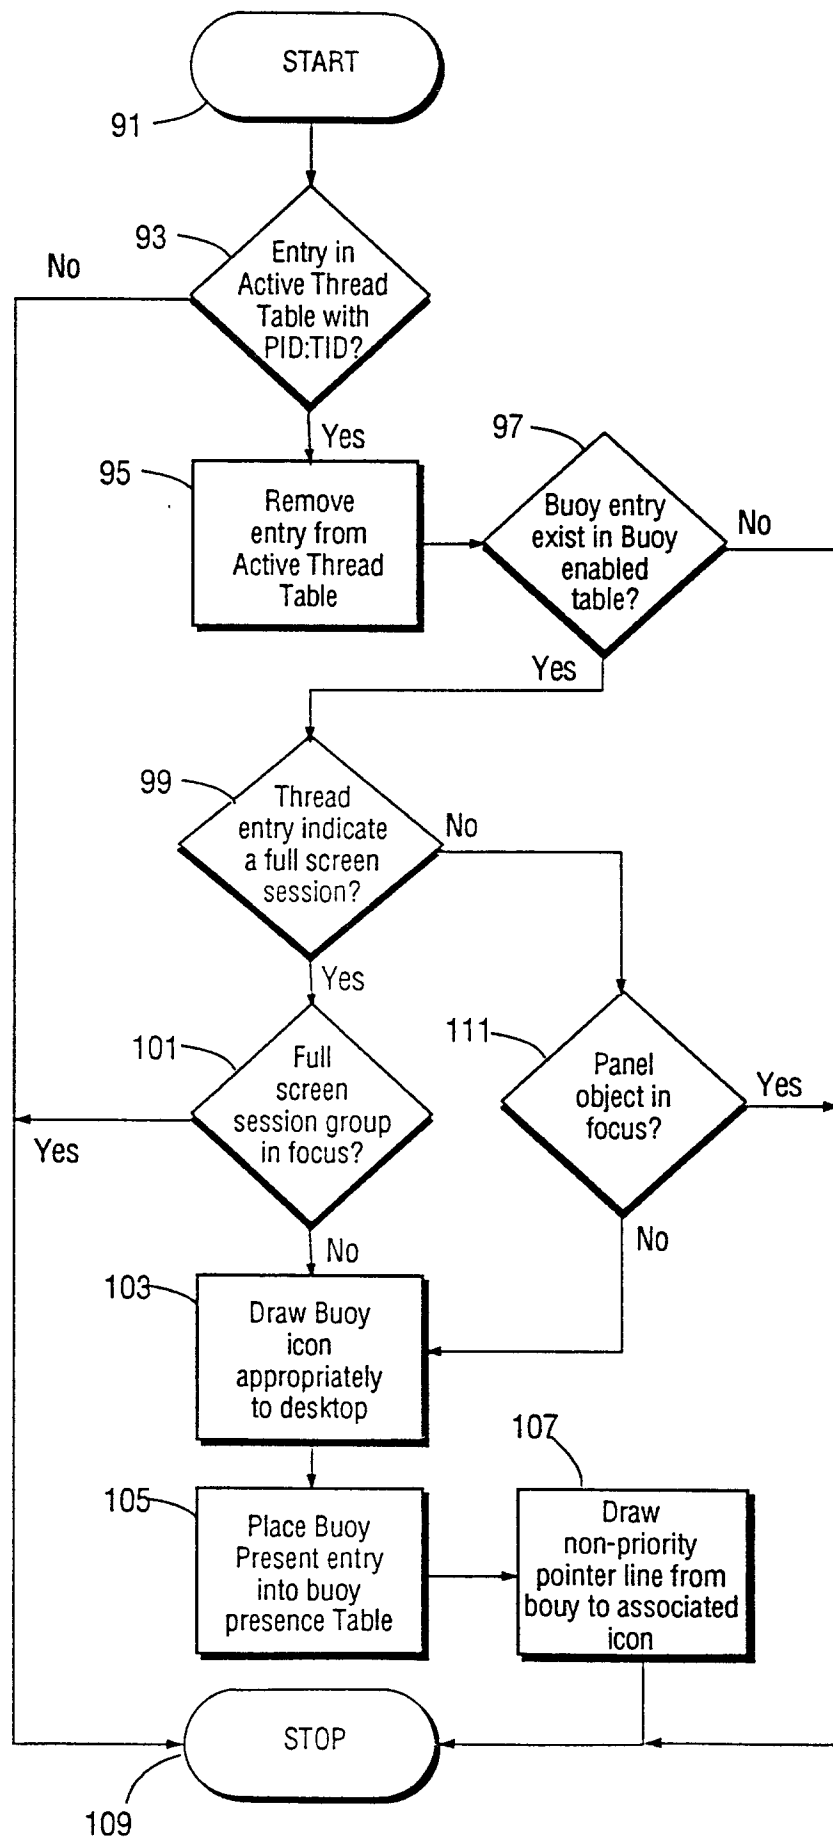 START
91
93
No
Entry in
Active Thread
Table with
PID:TID?
Yes
97
95
Remove
entry from
Active Thread
Table
Buoy entry
exist in Buoy
enabled
table?
No
Yes
99
Thread
entry indicate
a full screen
session?
No
Yes
101
Full
screen
session group
in focus?
111
Panel
object in
focus?
Yes
Yes
No
No
103
Draw Buoy
icon
appropriately
to desktop
107
105
Place Buoy
Present entry
into buoy
presence Table
Draw
non-priority
pointer line from
bouy to associated
icon
STOP
109